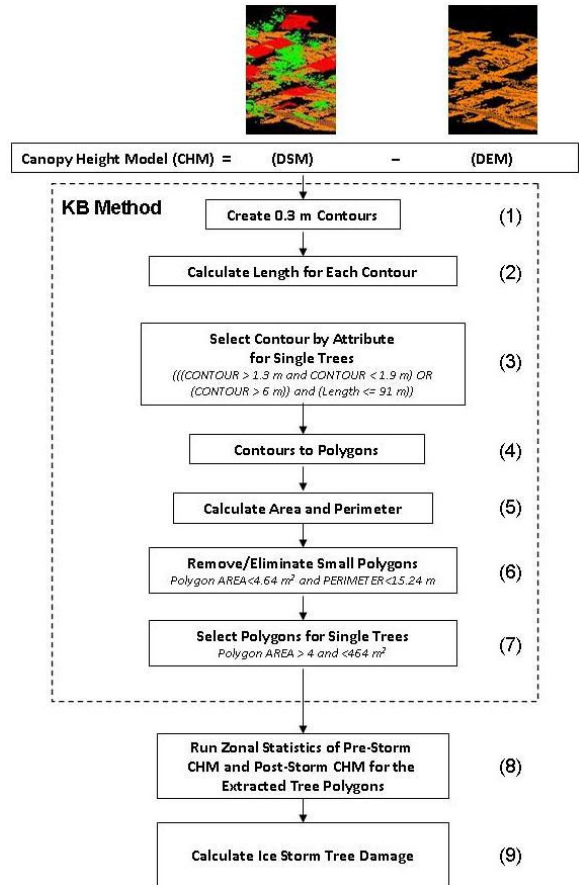 Canopy Height Model (CHM) = (DSM) – (DEM)
KB Method
Create 0.3 m Contours (1)
Calculate Length for Each Contour (2)
Select Contour by Attribute
for Single Trees
(((CONTOUR > 1.3 m and CONTOUR < 1.9 m) OR (3)
(CONTOUR > 6 m)) and (Length <= 91 m))
Contours to Polygons (4)
Calculate Area and Perimeter (5)
Remove/Eliminate Small Polygons
Polygon AREA<4.64 m² and PERIMETER<15.24 m (6)
Select Polygons for Single Trees
Polygon AREA > 4 and <464 m² (7)
Run Zonal Statistics of Pre-Storm
CHM and Post-Storm CHM for the (8)
Extracted Tree Polygons
Calculate Ice Storm Tree Damage (9)